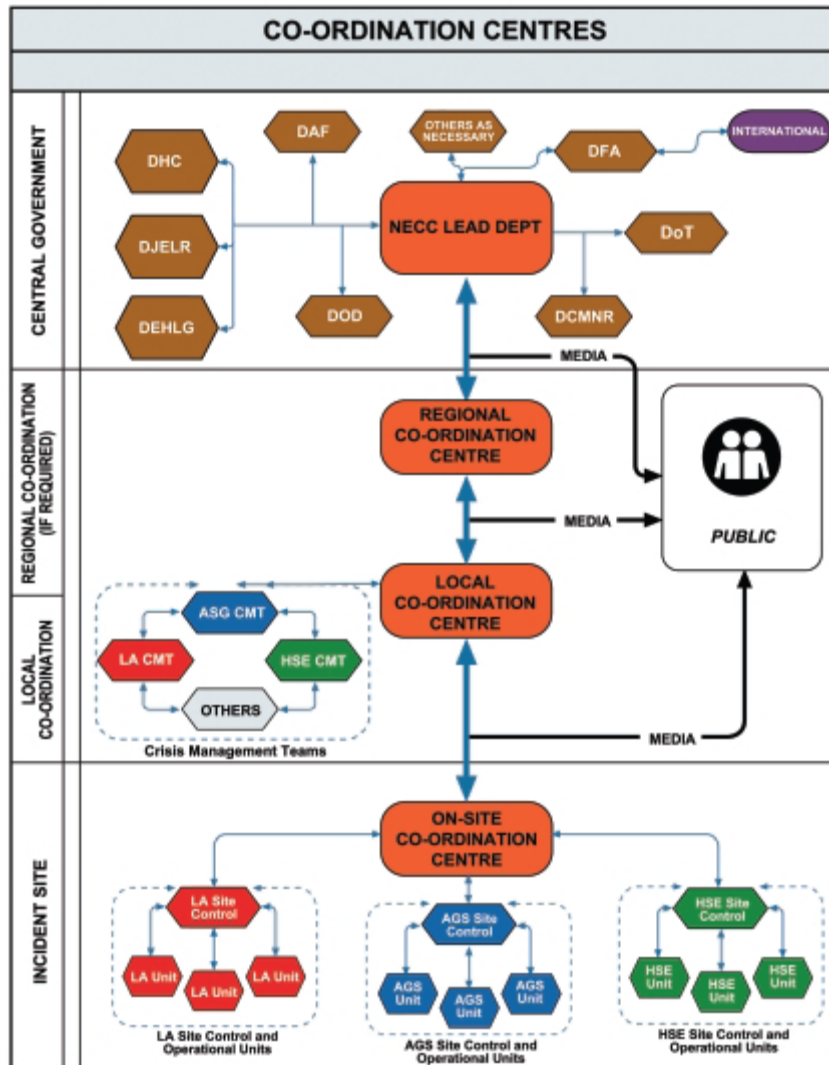 CO-ORDINATION CENTRES
CENTRAL GOVERNMENT
DHC
DAF
OTHERS AS
NECESSARY
DFA
INTERNATIONAL
DJELR
NECC LEAD DEPT
DoT
DEHLG
DOD
DCMNR
MEDIA
REGIONAL CO-ORDINATION
(IF REQUIRED)
REGIONAL
CO-ORDINATION
CENTRE
MEDIA
PUBLIC
LOCAL
CO-ORDINATION
LOCAL
CO-ORDINATION
CENTRE
ASG CMT
LA CMT
HSE CMT
OTHERS
Crisis Management Teams
MEDIA
INCIDENT SITE
ON-SITE
CO-ORDINATION
CENTRE
LA Site
Control
LA Unit
LA Unit
LA Unit
LA Site Control and
Operational Units
AGS Site
Control
AGS
Unit
AGS
Unit
AGS
Unit
AGS Site Control and
Operational Units
HSE Site
Control
HSE
Unit
HSE
Unit
HSE
Unit
HSE Site Control and
Operational Units